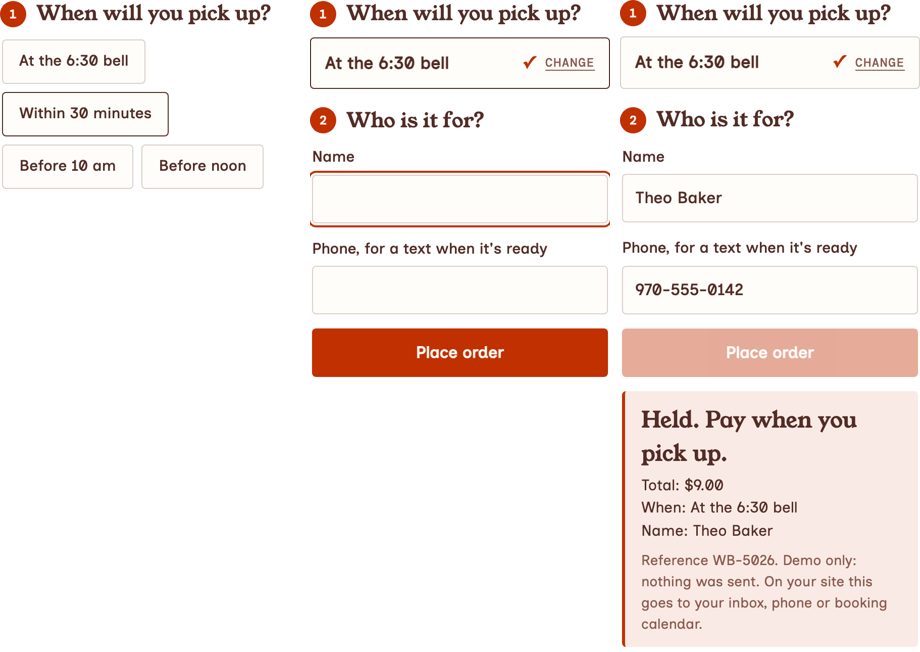 1 When will you pick up?
At the 6:30 bell
Within 30 minutes
Before 10 am
Before noon
1 When will you pick up?
At the 6:30 bell ✓ CHANGE
2 Who is it for?
Name
Phone, for a text when it's ready
Place order
1 When will you pick up?
At the 6:30 bell ✓ CHANGE
2 Who is it for?
Name
Theo Baker
Phone, for a text when it's ready
970-555-0142
Place order
Held. Pay when you
pick up.
Total: $9.00
When: At the 6:30 bell
Name: Theo Baker
Reference WB-5026. Demo only:
nothing was sent. On your site this
goes to your inbox, phone or booking
calendar.